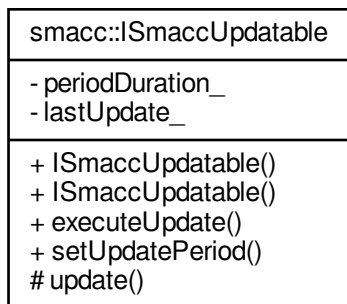 smacc::ISmaccUpdatable
- periodDuration_
- lastUpdate_
+ ISmaccUpdatable()
+ ISmaccUpdatable()
+ executeUpdate()
+ setUpdatePeriod()
# update()